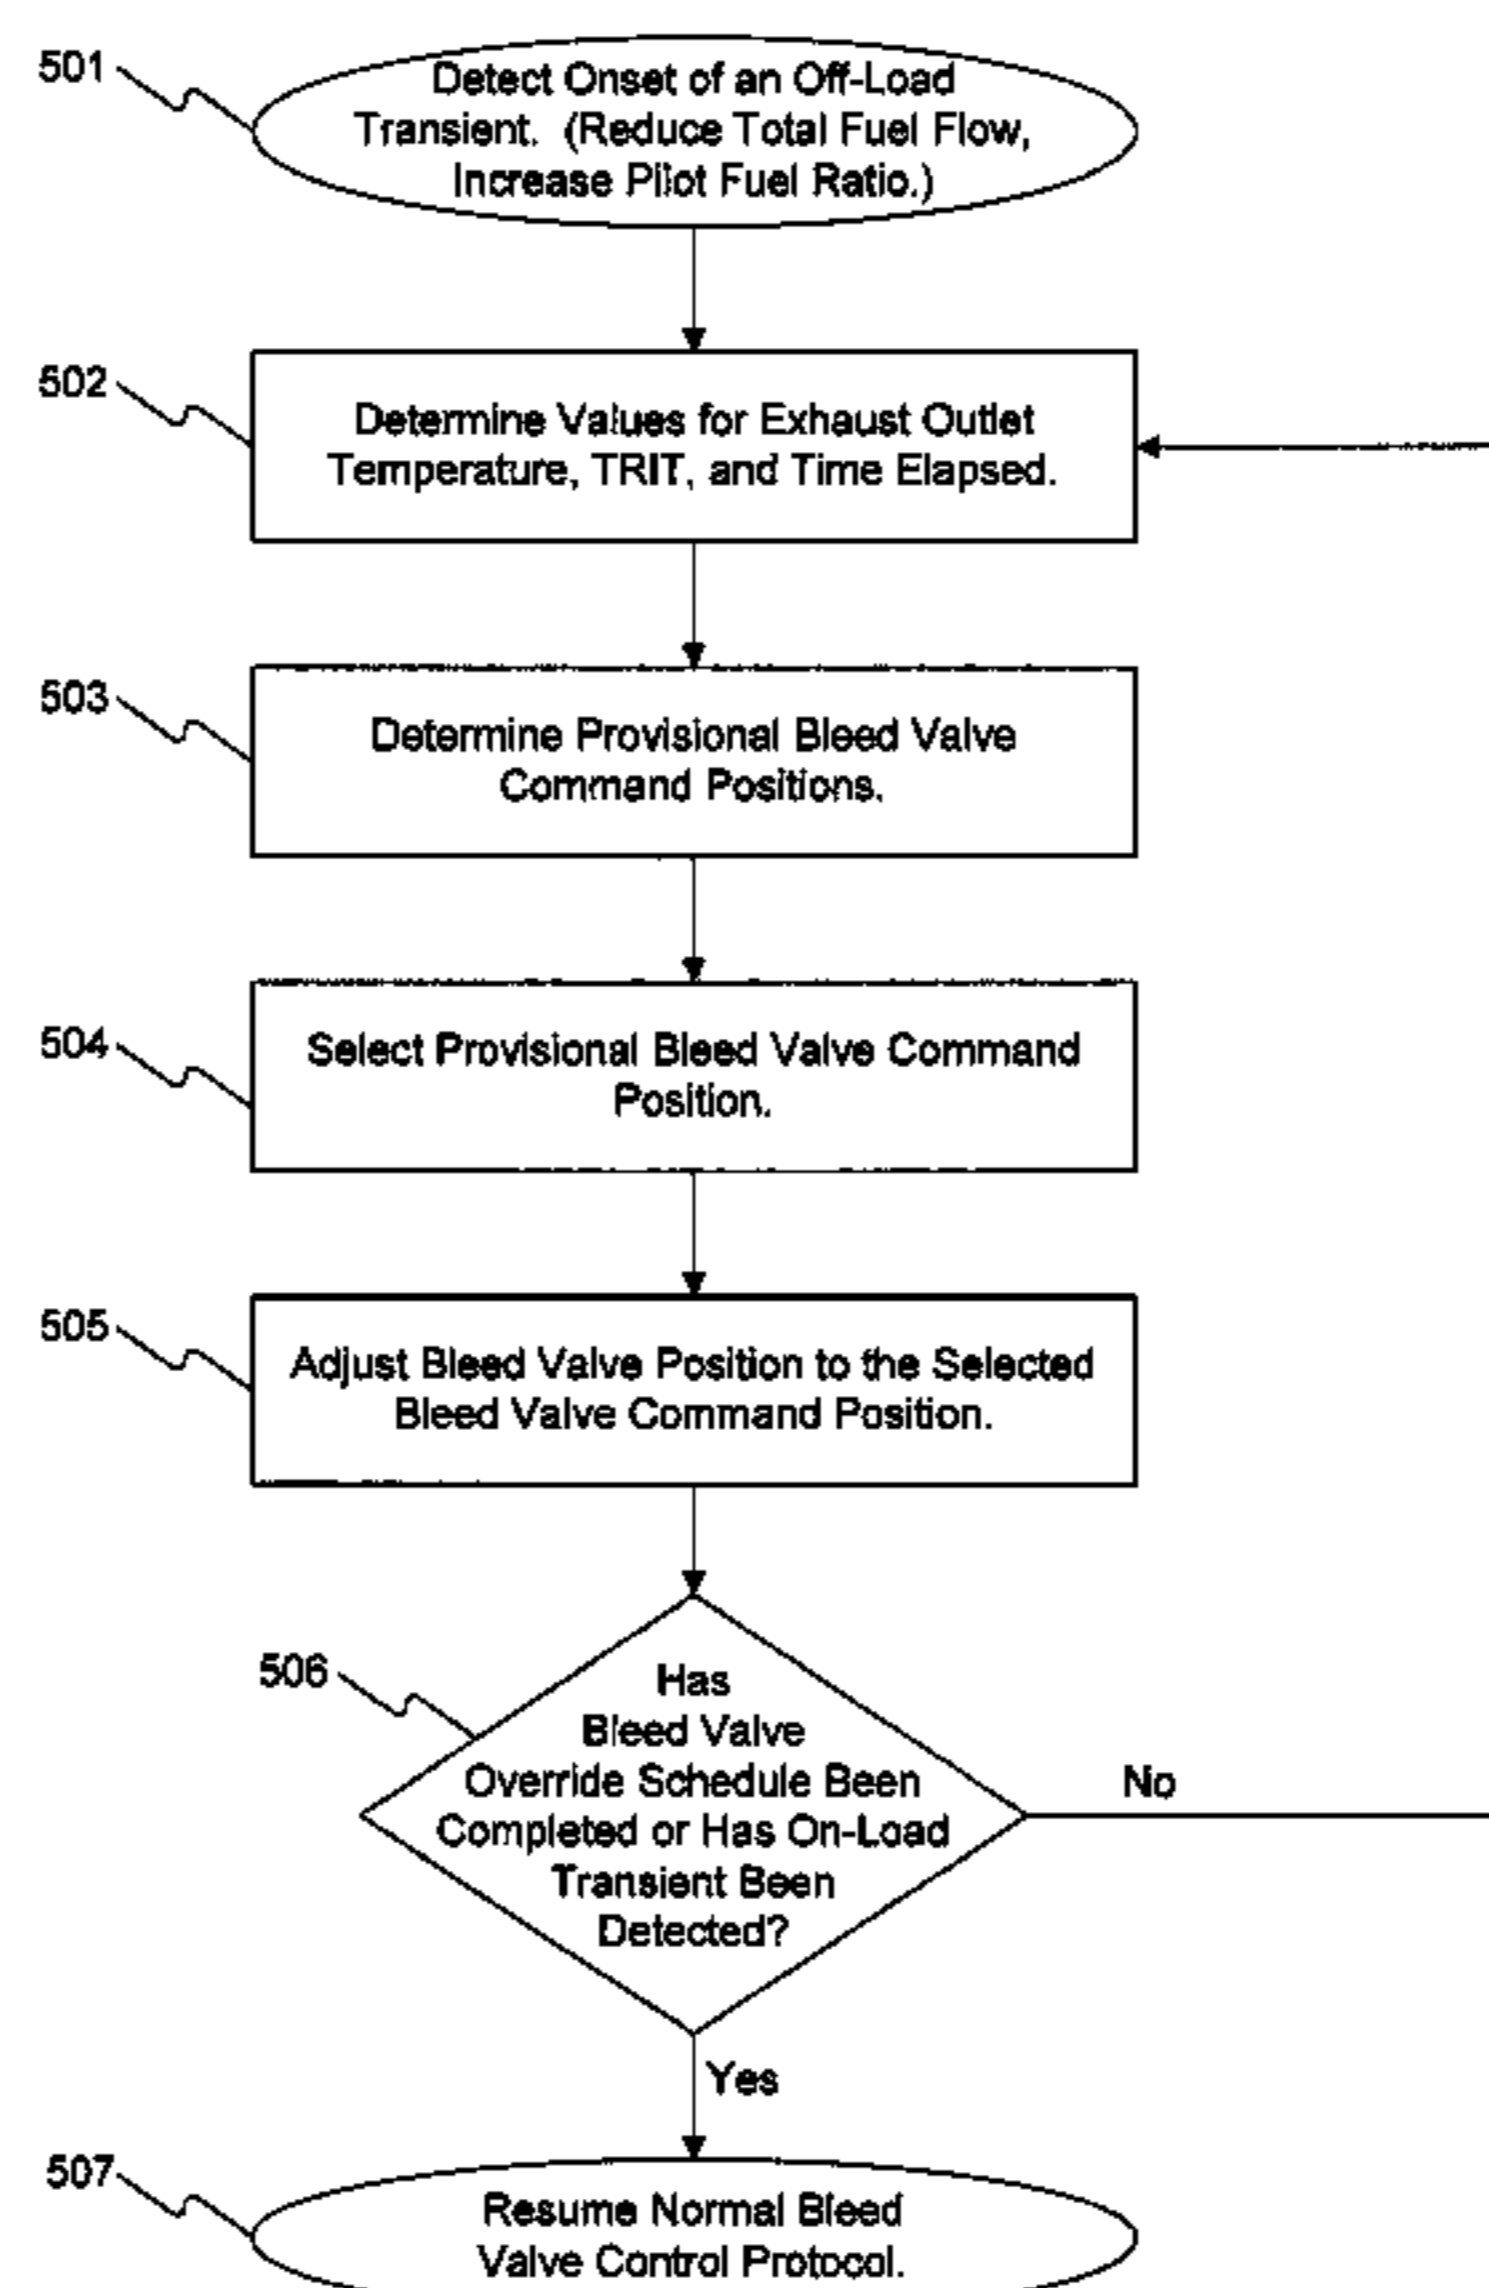 501
Detect Onset of an Off-Load
Transient. (Reduce Total Fuel Flow,
Increase Pilot Fuel Ratio.)
502
Determine Values for Exhaust Outlet
Temperature, TRIT, and Time Elapsed.
503
Determine Provisional Bleed Valve
Command Positions.
504
Select Provisional Bleed Valve Command
Position.
505
Adjust Bleed Valve Position to the Selected
Bleed Valve Command Position.
506
Has
Bleed Valve
Override Schedule Been
Completed or Has On-Load
Transient Been
Detected?
No
Yes
507
Resume Normal Bleed
Valve Control Protocol.